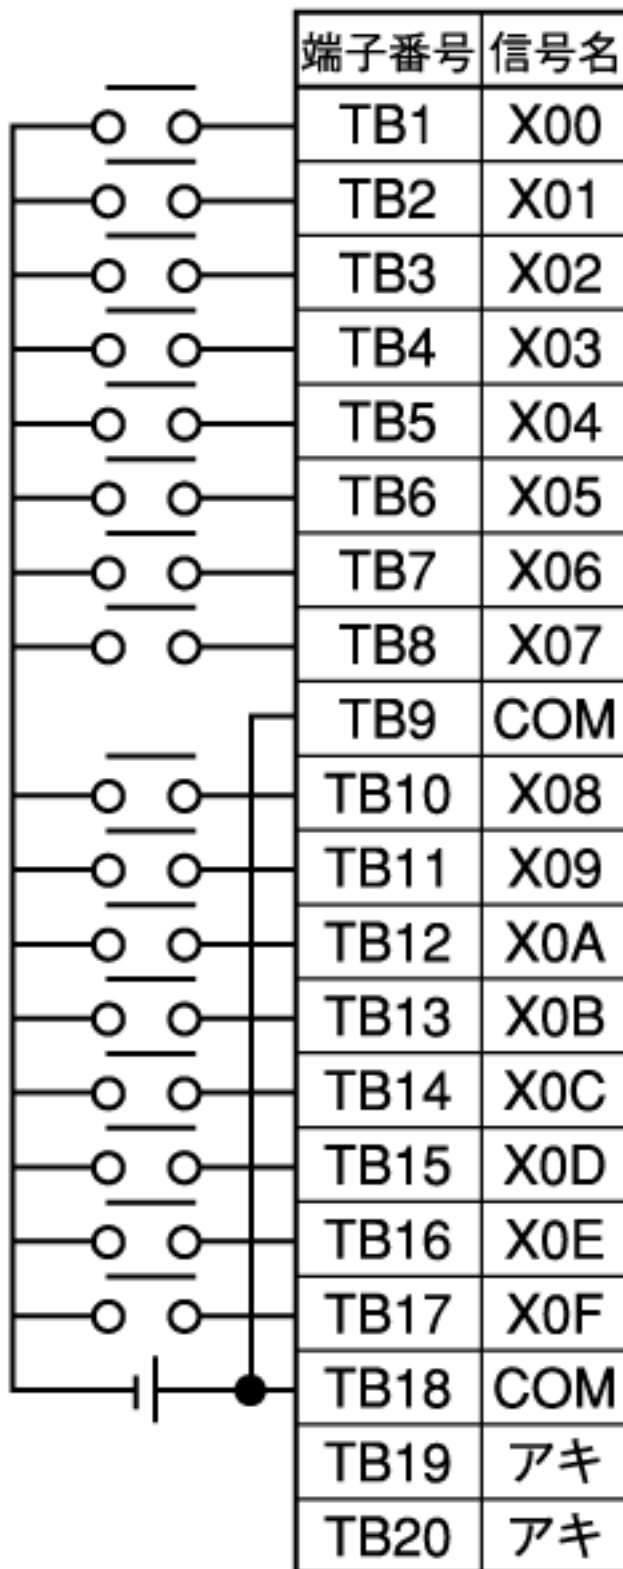 端子番号 信号名
TB1 X00
TB2 X01
TB3 X02
TB4 X03
TB5 X04
TB6 X05
TB7 X06
TB8 X07
TB9 COM
TB10 X08
TB11 X09
TB12 X0A
TB13 X0B
TB14 X0C
TB15 X0D
TB16 X0E
TB17 X0F
TB18 COM
TB19 アキ
TB20 アキ